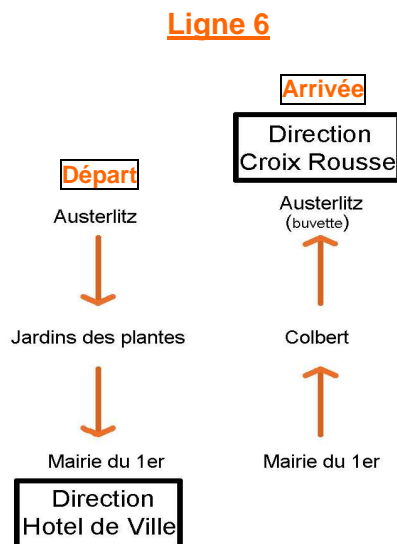 Ligne 6
Départ
Austerlitz
Jardins des plantes
Mairie du 1er
Direction
Hotel de Ville
Arrivée
Direction
Croix Rousse
Austerlitz
(buvette)
Colbert
Mairie du 1er